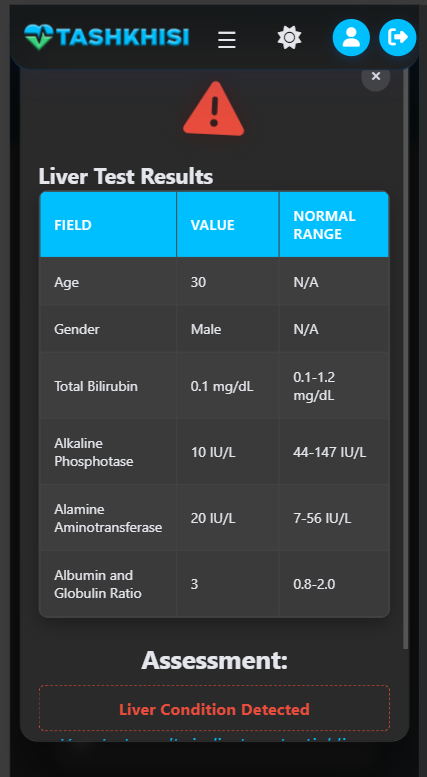 TASHKHISI
Liver Test Results
FIELD VALUE NORMAL RANGE
Age 30 N/A
Gender Male N/A
Total Bilirubin 0.1 mg/dL 0.1-1.2 mg/dL
Alkaline Phosphotase 10 IU/L 44-147 IU/L
Alamine Aminotransferase 20 IU/L 7-56 IU/L
Albumin and Globulin Ratio 3 0.8-2.0
Assessment:
Liver Condition Detected